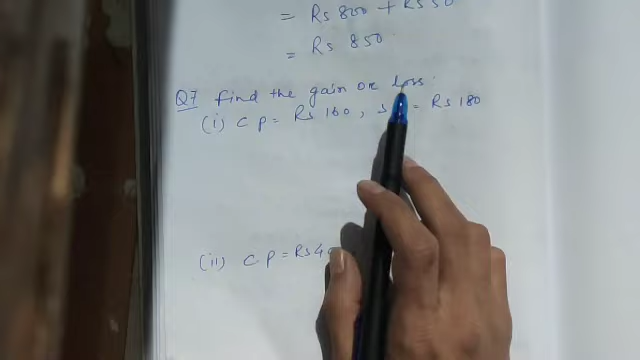 = Rs 800 + Rs 50
= Rs 850
Q7 Find the gain or loss.
(i) C P = Rs 160, S = Rs 180
(ii) C P = Rs 4